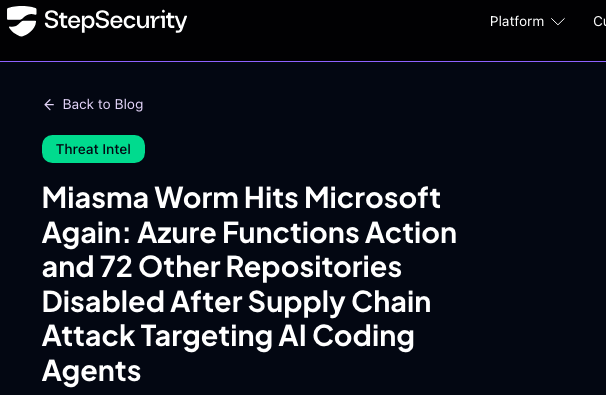 StepSecurity
Platform
Back to Blog
Threat Intel
Miasma Worm Hits Microsoft
Again: Azure Functions Action
and 72 Other Repositories
Disabled After Supply Chain
Attack Targeting AI Coding
Agents